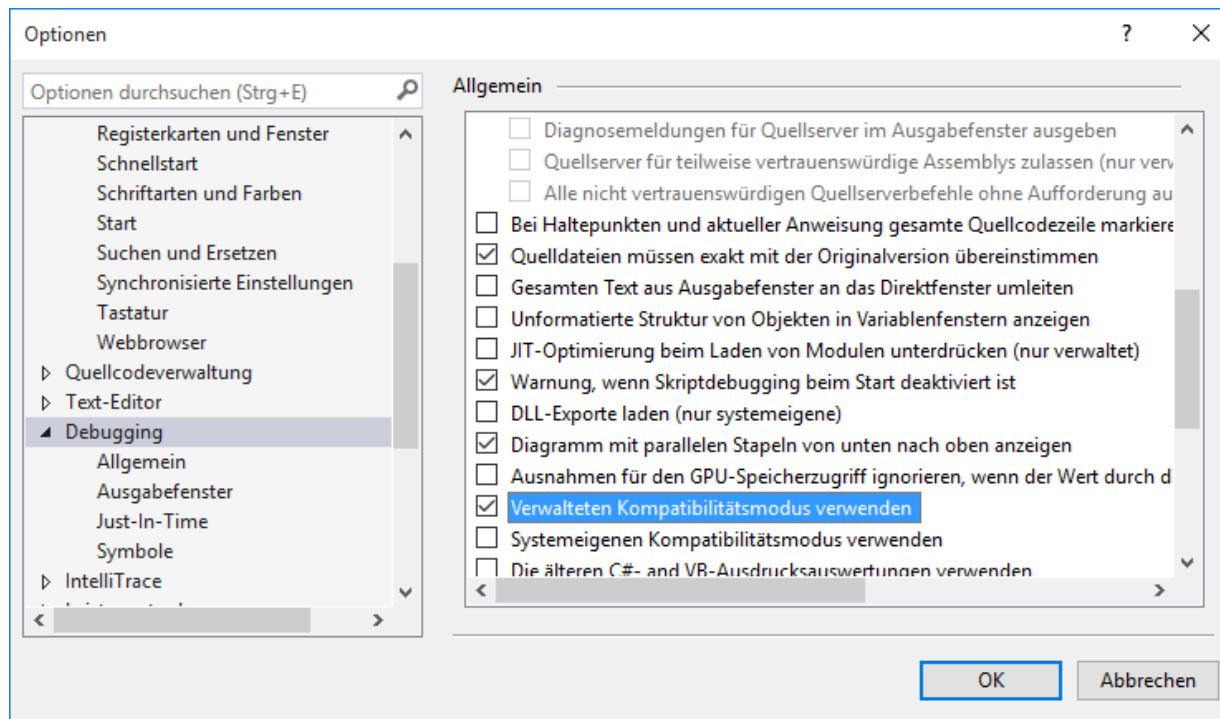 Optionen
?
Optionen durchsuchen (Strg+E)
Registerkarten und Fenster
Schnellstart
Schriftarten und Farben
Start
Suchen und Ersetzen
Synchronisierte Einstellungen
Tastatur
Webbrowser
Quellcodeverwaltung
Text-Editor
Debugging
Allgemein
Ausgabefenster
Just-In-Time
Symbole
IntelliTrace
Allgemein
Diagnosemeldungen für Quellserver im Ausgabefenster ausgeben
Quellserver für teilweise vertrauenswürdige Assemblys zulassen (nur verw
Alle nicht vertrauenswürdigen Quellserverbefehle ohne Aufforderung au
Bei Haltepunkten und aktueller Anweisung gesamte Quellcodezeile markiere
Quelldateien müssen exakt mit der Originalversion übereinstimmen
Gesamten Text aus Ausgabefenster an das Direktfenster umleiten
Unformatierte Struktur von Objekten in Variablenfenstern anzeigen
JIT-Optimierung beim Laden von Modulen unterdrücken (nur verwaltet)
Warnung, wenn Skriptdebugging beim Start deaktiviert ist
DLL-Exporte laden (nur systemeigene)
Diagramm mit parallelen Stapeln von unten nach oben anzeigen
Ausnahmen für den GPU-Speicherzugriff ignorieren, wenn der Wert durch d
Verwalteten Kompatibilitätsmodus verwenden
Systemeigenen Kompatibilitätsmodus verwenden
Die älteren C#- and VB-Ausdrucksauswertungen verwenden
OK
Abbrechen